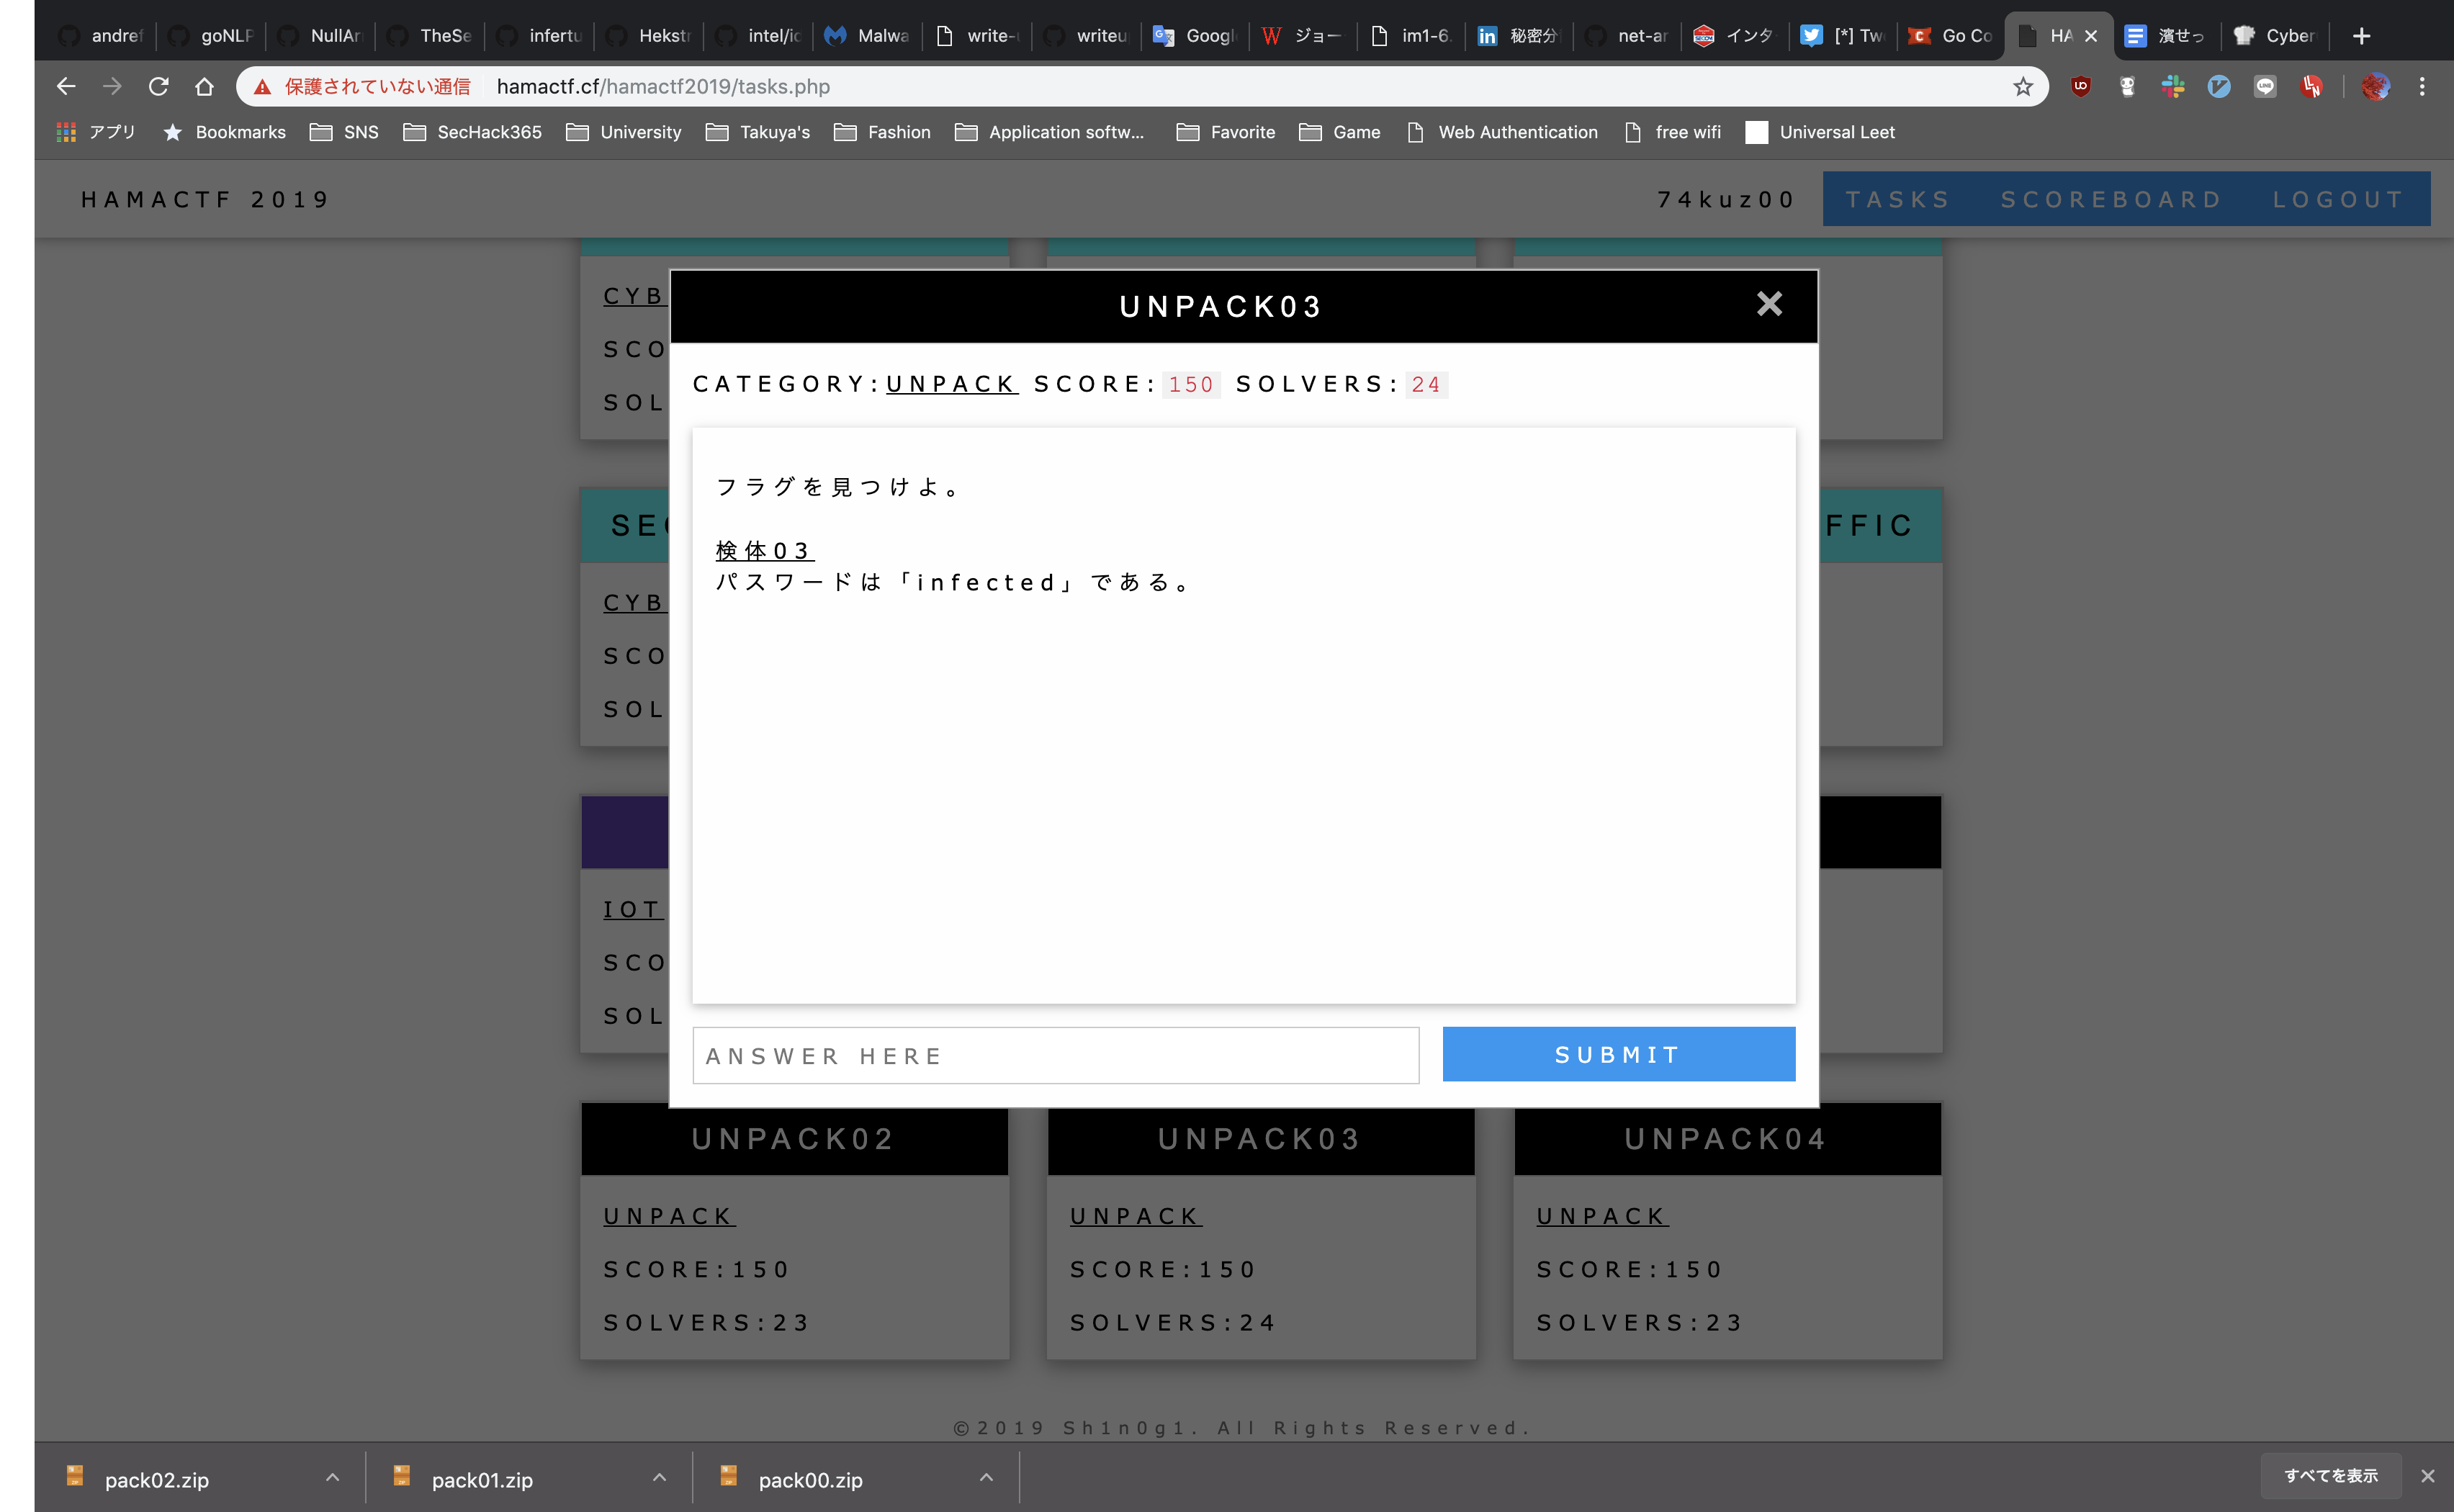 andref goNLP NullAr TheSe infertu Hekstr intel/ic Malwa write-u writeu Googl ジョー im1-6. 秘密分 net-ar インタ [*] Tw Go Co HA 濱せっ Cyber
保護されていない通信 hamactf.cf/hamactf2019/tasks.php
アプリ Bookmarks SNS SecHack365 University Takuya's Fashion Application softw... Favorite Game Web Authentication free wifi Universal Leet
HAMACTF 2019 74kuz00 TASKS SCOREBOARD LOGOUT
CYB
SCO
SOL
SEC FFIC
CYB
SCO
SOL
IOT
SCO
SOL
UNPACK03
CATEGORY:UNPACK SCORE:150 SOLVERS:24
フラグを見つけよ。
検体03
パスワードは「infected」である。
ANSWER HERE SUBMIT
UNPACK02 UNPACK03 UNPACK04
UNPACK UNPACK UNPACK
SCORE:150 SCORE:150 SCORE:150
SOLVERS:23 SOLVERS:24 SOLVERS:23
©2019 Sh1n0g1. All Rights Reserved.
pack02.zip pack01.zip pack00.zip すべてを表示